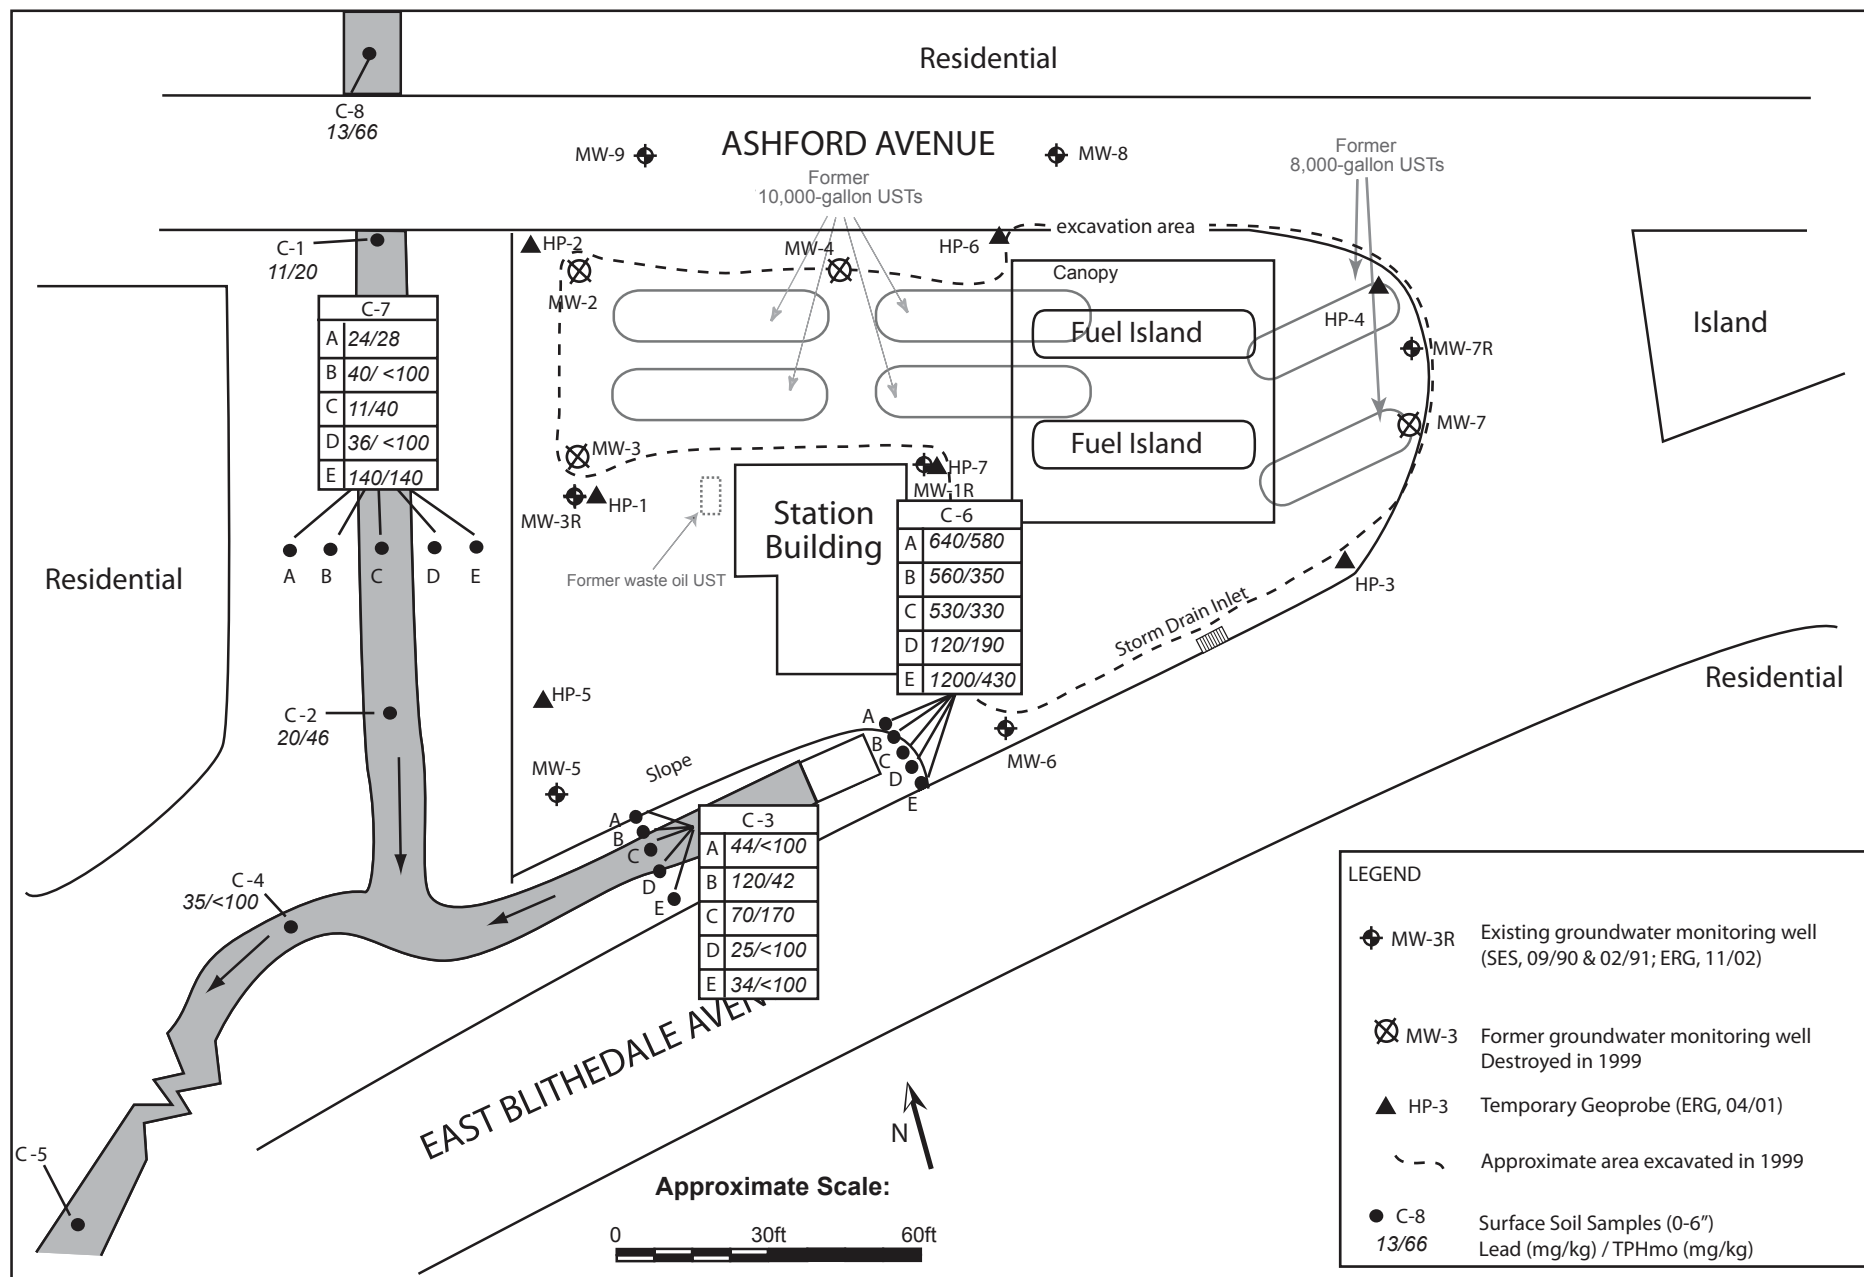 Residential
C-8
13/66
MW-9
ASHFORD AVENUE
MW-8
Former
8,000-gallon USTs
Former
10,000-gallon USTs
C-1
11/20
HP-2
MW-4
HP-6
excavation area
MW-2
Canopy
Fuel Island
HP-4
MW-7R
Island
C-7
A 24/28
B 40/ <100
C 11/40
D 36/ <100
E 140/140
A B C D E
MW-3
Fuel Island
MW-7
HP-7
MW-1R
HP-1
MW-3R
Station
Building
Former waste oil UST
Residential
C-6
A 640/580
B 560/350
C 530/330
D 120/190
E 1200/430
HP-3
Storm Drain Inlet
Residential
HP-5
C-2
20/46
A
B
C
D
E
MW-6
MW-5
Slope
A
B
C
D
E
C-3
A 44/<100
B 120/42
C 70/170
D 25/<100
E 34/<100
C-4
35/<100
EAST BLITHEDALE AVEN
C-5
N
Approximate Scale:
0 30ft 60ft
LEGEND
MW-3R Existing groundwater monitoring well
(SES, 09/90 & 02/91; ERG, 11/02)
MW-3 Former groundwater monitoring well
Destroyed in 1999
HP-3 Temporary Geoprobe (ERG, 04/01)
Approximate area excavated in 1999
C-8 Surface Soil Samples (0-6”)
13/66 Lead (mg/kg) / TPHmo (mg/kg)